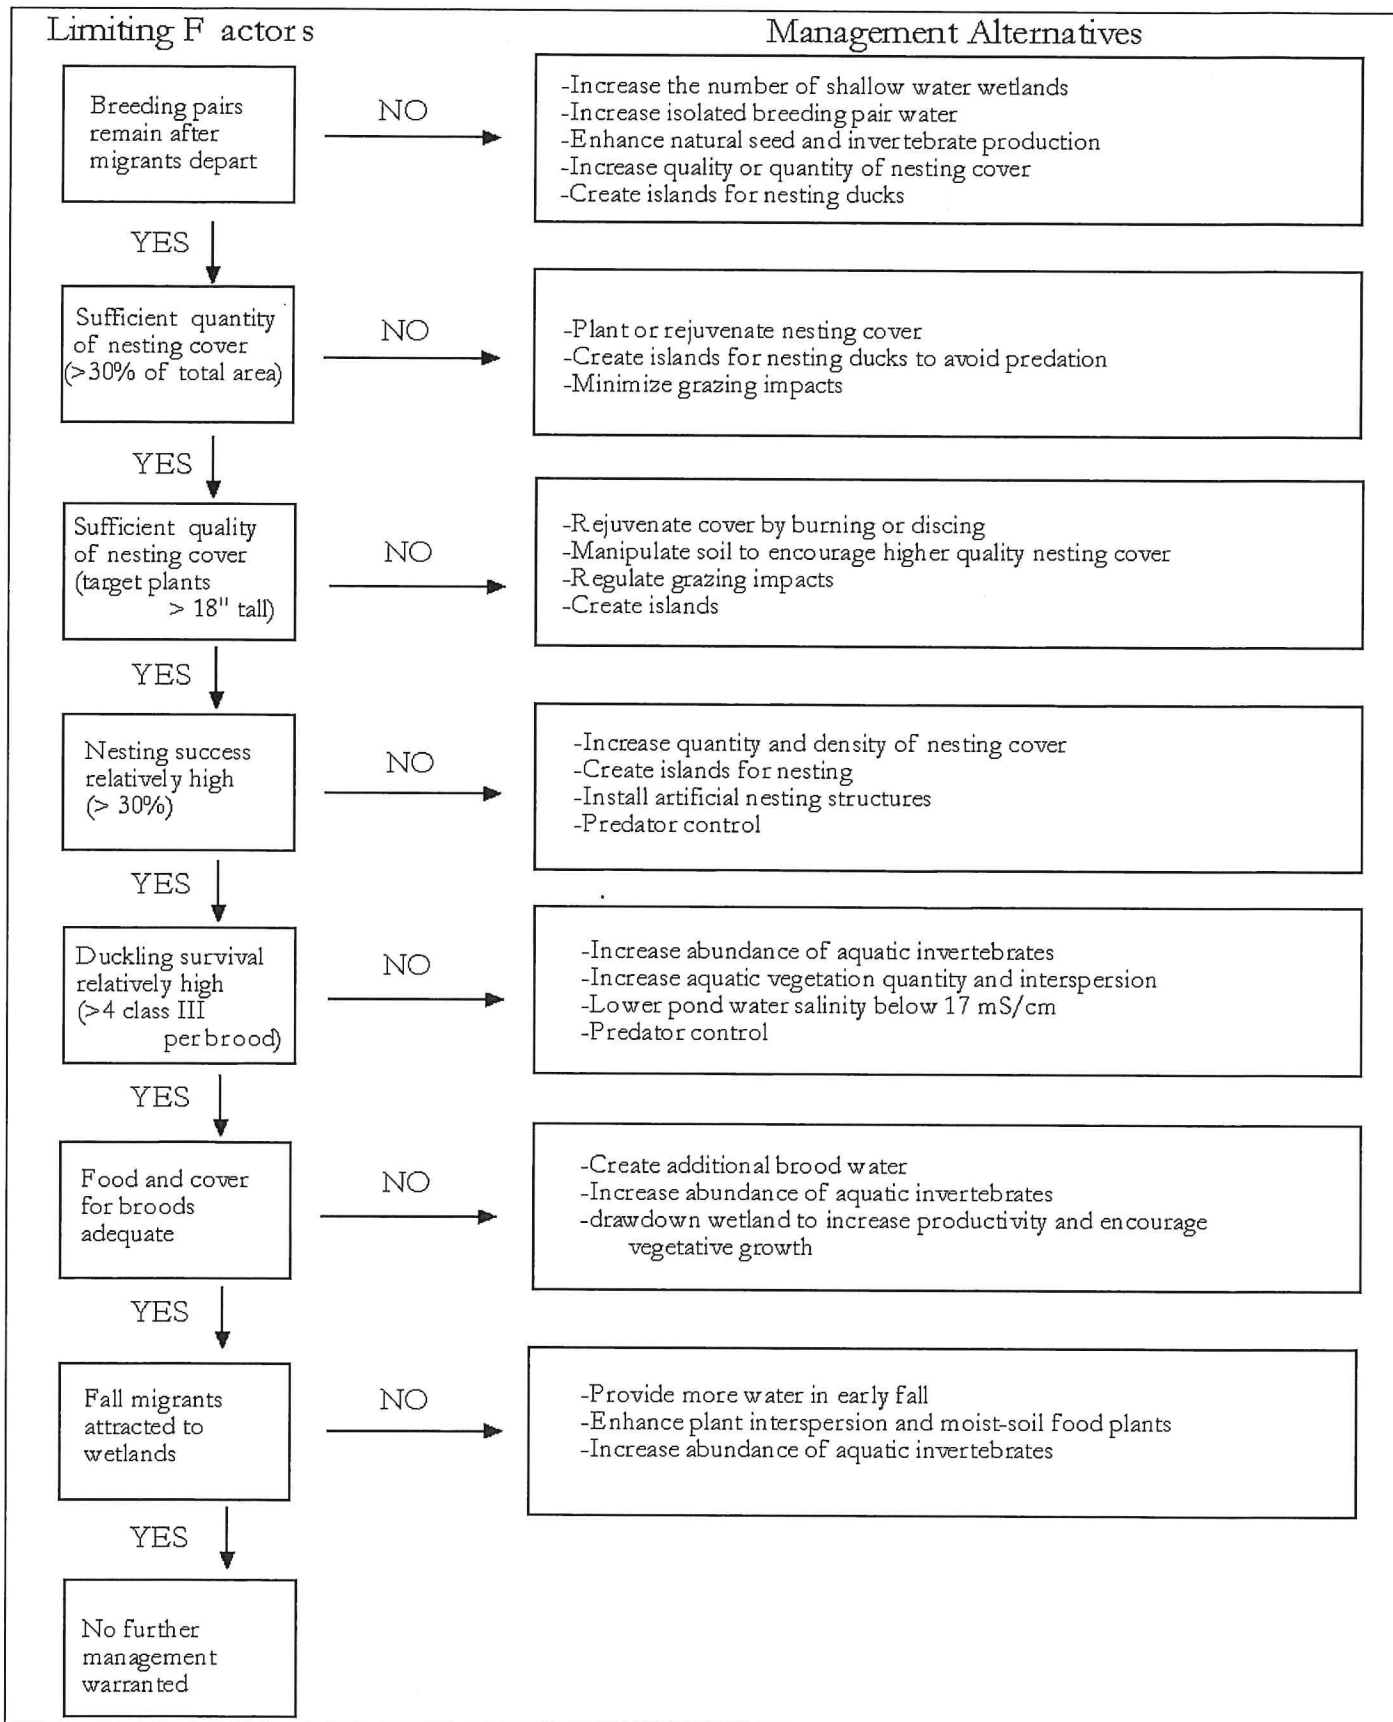 Limiting F actors
Management Alternatives
Breeding pairs
remain after
migrants depart
NO
-Increase the number of shallow water wetlands
-Increase isolated breeding pair water
-Enhance natural seed and invertebrate production
-Increase quality or quantity of nesting cover
-Create islands for nesting ducks
YES
Sufficient quantity
of nesting cover
(>30% of total area)
NO
-Plant or rejuvenate nesting cover
-Create islands for nesting ducks to avoid predation
-Minimize grazing impacts
YES
Sufficient quality
of nesting cover
(target plants
> 18" tall)
NO
-Rejuvenate cover by burning or discing
-Manipulate soil to encourage higher quality nesting cover
-Regulate grazing impacts
-Create islands
YES
Nesting success
relatively high
(> 30%)
NO
-Increase quantity and density of nesting cover
-Create islands for nesting
-Install artificial nesting structures
-Predator control
YES
Duckling survival
relatively high
(>4 class III
per brood)
NO
-Increase abundance of aquatic invertebrates
-Increase aquatic vegetation quantity and interspersion
-Lower pond water salinity below 17 mS/cm
-Predator control
YES
Food and cover
for broods
adequate
NO
-Create additional brood water
-Increase abundance of aquatic invertebrates
-drawdown wetland to increase productivity and encourage
vegetative growth
YES
Fall migrants
attracted to
wetlands
NO
-Provide more water in early fall
-Enhance plant interspersion and moist-soil food plants
-Increase abundance of aquatic invertebrates
YES
No further
management
warranted